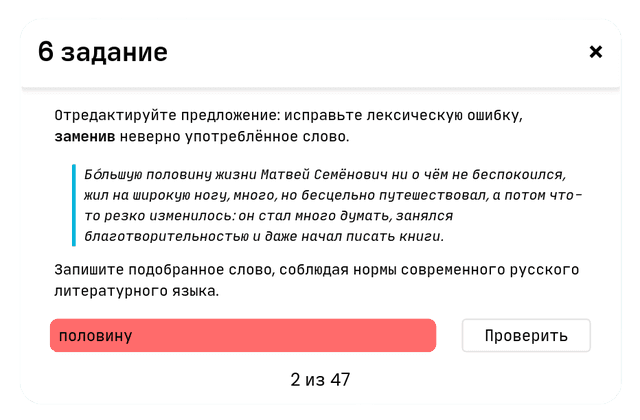 6 задание
×
Отредактируйте предложение: исправьте лексическую ошибку,
заменив неверно употреблённое слово.
Бо́льшую половину жизни Матвей Семёнович ни о чём не беспокоился,
жил на широкую ногу, много, но бесцельно путешествовал, а потом что-
то резко изменилось: он стал много думать, занялся
благотворительностью и даже начал писать книги.
Запишите подобранное слово, соблюдая нормы современного русского
литературного языка.
половину
Проверить
2 из 47